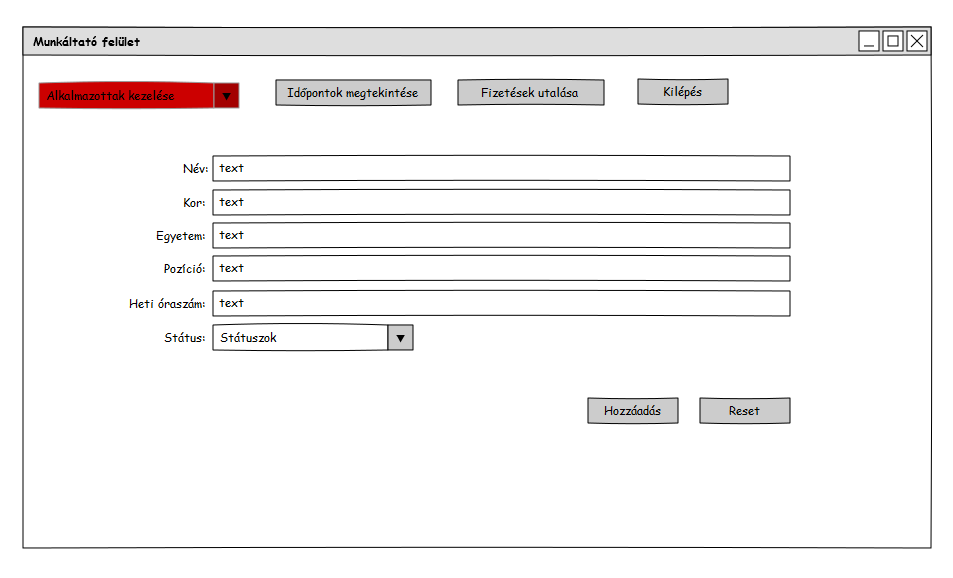 Munkáltató felület
Alkalmazottak kezelése
Időpontok megtekintése
Fizetések utalása
Kilépés
Név: text
Kor: text
Egyetem: text
Pozíció: text
Heti óraszám: text
Státus: Státuszok
Hozzáadás
Reset